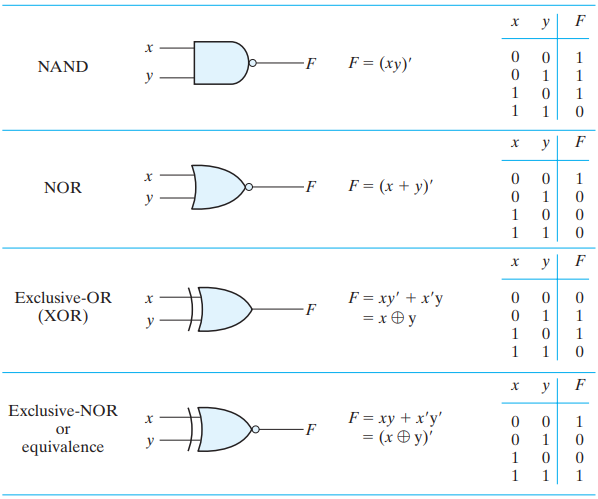 x y F
NAND
x
y
F
F = (xy)′
0 0 1
0 1 1
1 0 1
1 1 0
x y F
NOR
x
y
F
F = (x + y)′
0 0 1
0 1 0
1 0 0
1 1 0
x y F
Exclusive-OR
(XOR)
x
y
F
F = xy′ + x′y
= x ⊕ y
0 0 0
0 1 1
1 0 1
1 1 0
x y F
Exclusive-NOR
or
equivalence
x
y
F
F = xy + x′y′
= (x ⊕ y)′
0 0 1
0 1 0
1 0 0
1 1 1